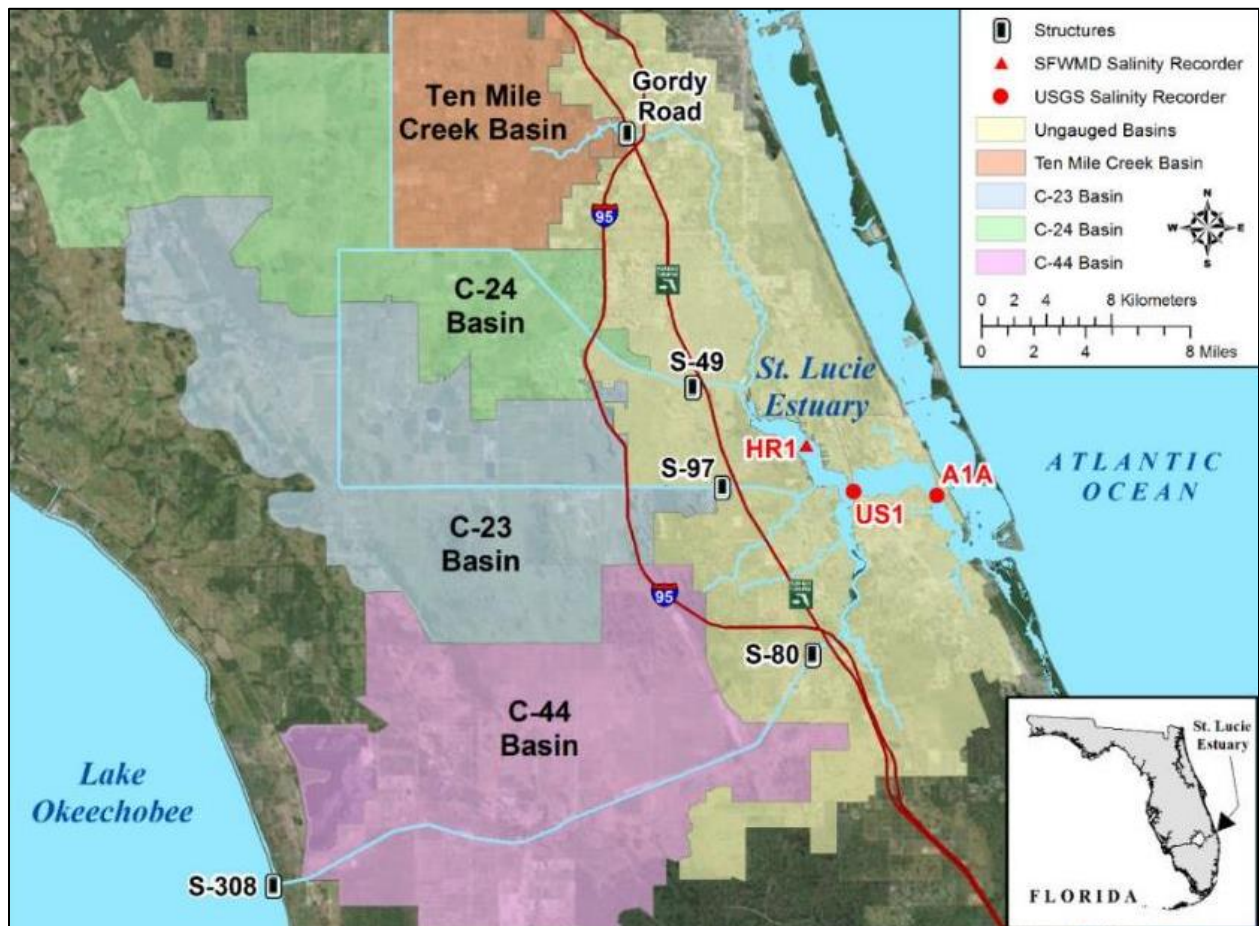 Structures
SFWMD Salinity Recorder
USGS Salinity Recorder
Ungauged Basins
Ten Mile Creek Basin
C-23 Basin
C-24 Basin
C-44 Basin
N
W E
S
0 2 4 8 Kilometers
0 2 4 8 Miles
Ten Mile
Creek Basin
Gordy
Road
95
C-24
Basin
S-49
St. Lucie
Estuary
HR1
S-97
A1A
US1
ATLANTIC
OCEAN
C-23
Basin
95
S-80
C-44
Basin
Lake
Okeechobee
S-308
St. Lucie
Estuary
FLORIDA